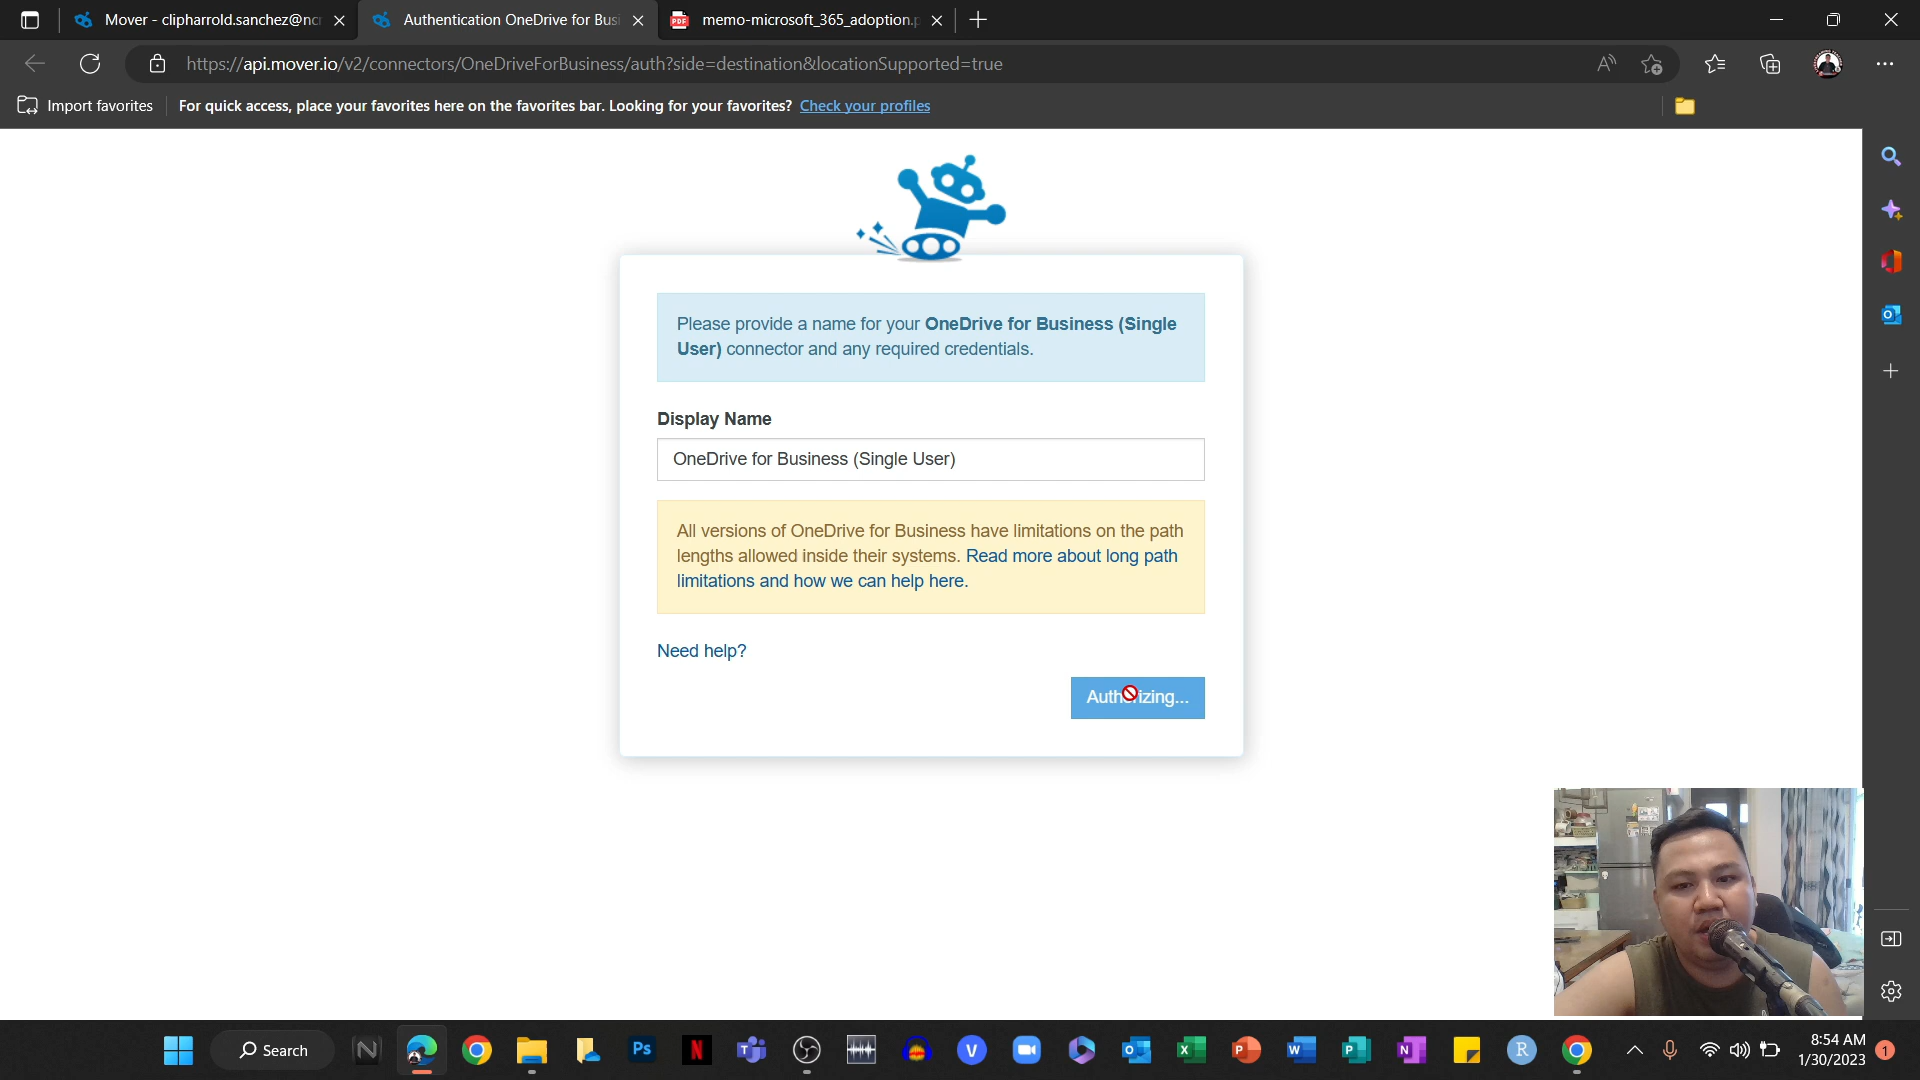 Mover - clipharrold.sanchez@ncr
Authentication OneDrive for Busi
memo-microsoft_365_adoption.p
https://api.mover.io/v2/connectors/OneDriveForBusiness/auth?side=destination&locationSupported=true
Import favorites
For quick access, place your favorites here on the favorites bar. Looking for your favorites? Check your profiles
Please provide a name for your OneDrive for Business (Single
User) connector and any required credentials.
Display Name
OneDrive for Business (Single User)
All versions of OneDrive for Business have limitations on the path
lengths allowed inside their systems. Read more about long path
limitations and how we can help here.
Need help?
Authorizing...
Search
8:54 AM
1/30/2023
1